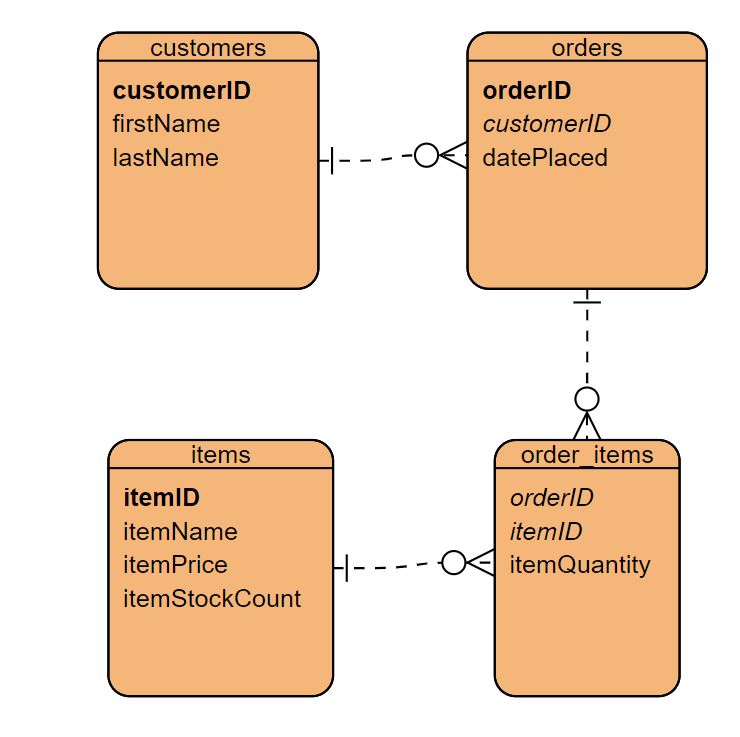 customers
customerID
firstName
lastName
orders
orderID
customerID
datePlaced
items
itemID
itemName
itemPrice
itemStockCount
order_items
orderID
itemID
itemQuantity